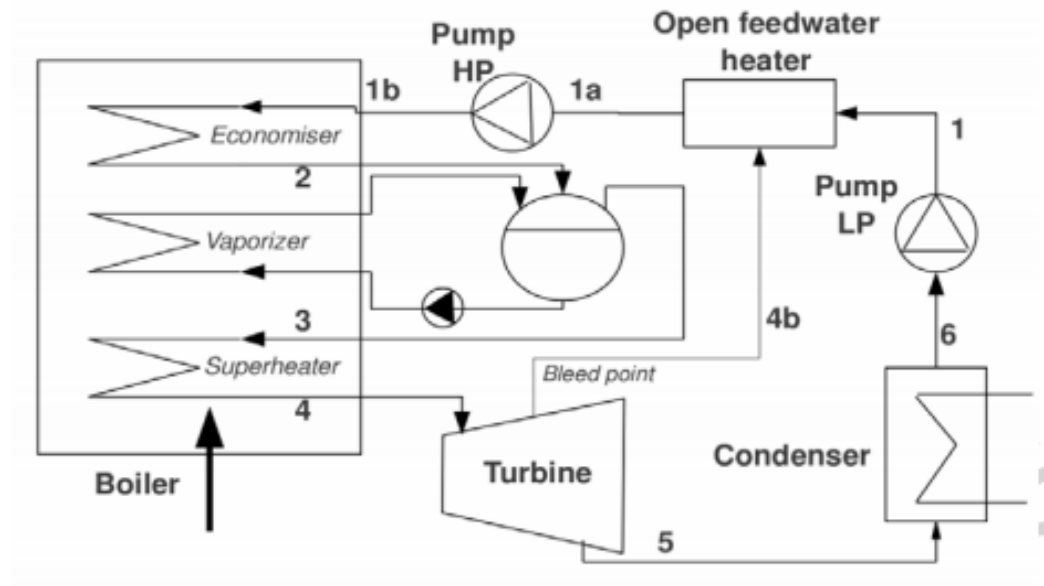 Open feedwater
heater
Pump
HP
1b
1a
1
Economiser
2
Pump
LP
Vaporizer
4b
3
6
Superheater
Bleed point
4
Turbine
Condenser
Boiler
5